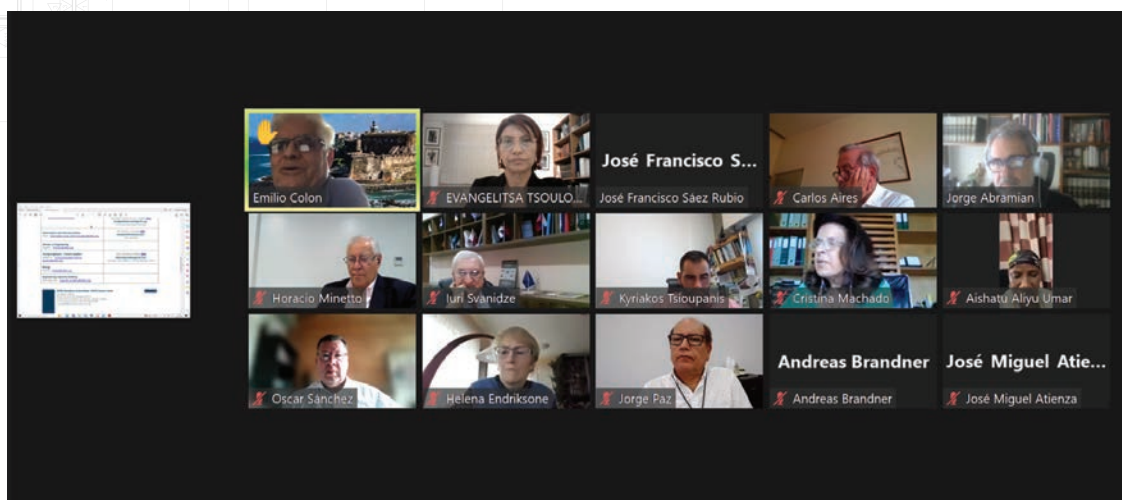 Emilio Colon
EVANGELITSA TSOULO...
José Francisco S...
José Francisco Sáez Rubio
Carlos Aires
Jorge Abramian
Horacio Minetto
Iuri Svanidze
Kyriakos Tsioupanis
Cristina Machado
Aishatu Aliyu Umar
Oscar Sánchez
Helena Endriksone
Jorge Paz
Andreas Brandner
Andreas Brandner
José Miguel Atie...
José Miguel Atienza